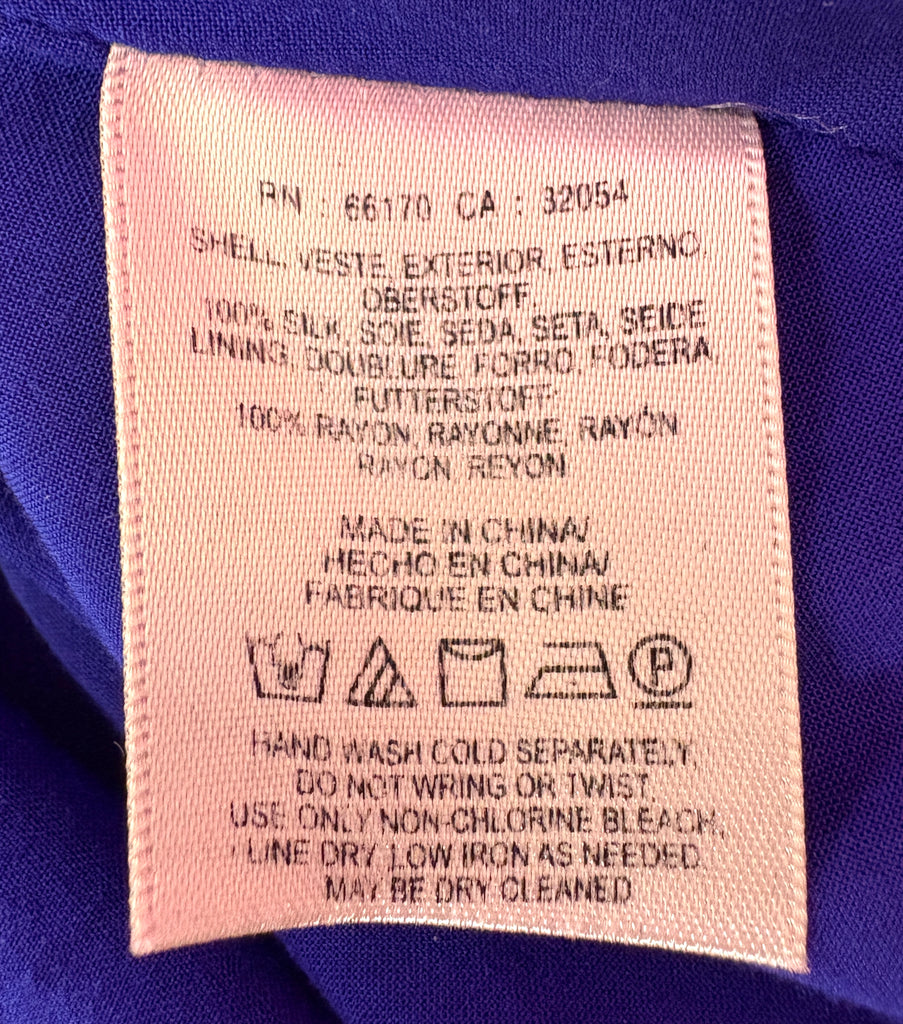 RN : 66170 CA : 32054
SHELL, VESTE, EXTERIOR, ESTERNO,
OBERSTOFF,
100% SILK, SOIE, SEDA, SETA, SEIDE
LINING, DOUBLURE, FORRO, FODERA,
FUTTERSTOFF:
100% RAYON, RAYONNE, RAYÓN
RAYON, REYON
MADE IN CHINA/
HECHO EN CHINA/
FABRIQUE EN CHINE
P
HAND WASH COLD SEPARATELY,
DO NOT WRING OR TWIST
USE ONLY NON-CHLORINE BLEACH,
LINE DRY, LOW IRON AS NEEDED.
MAY BE DRY CLEANED